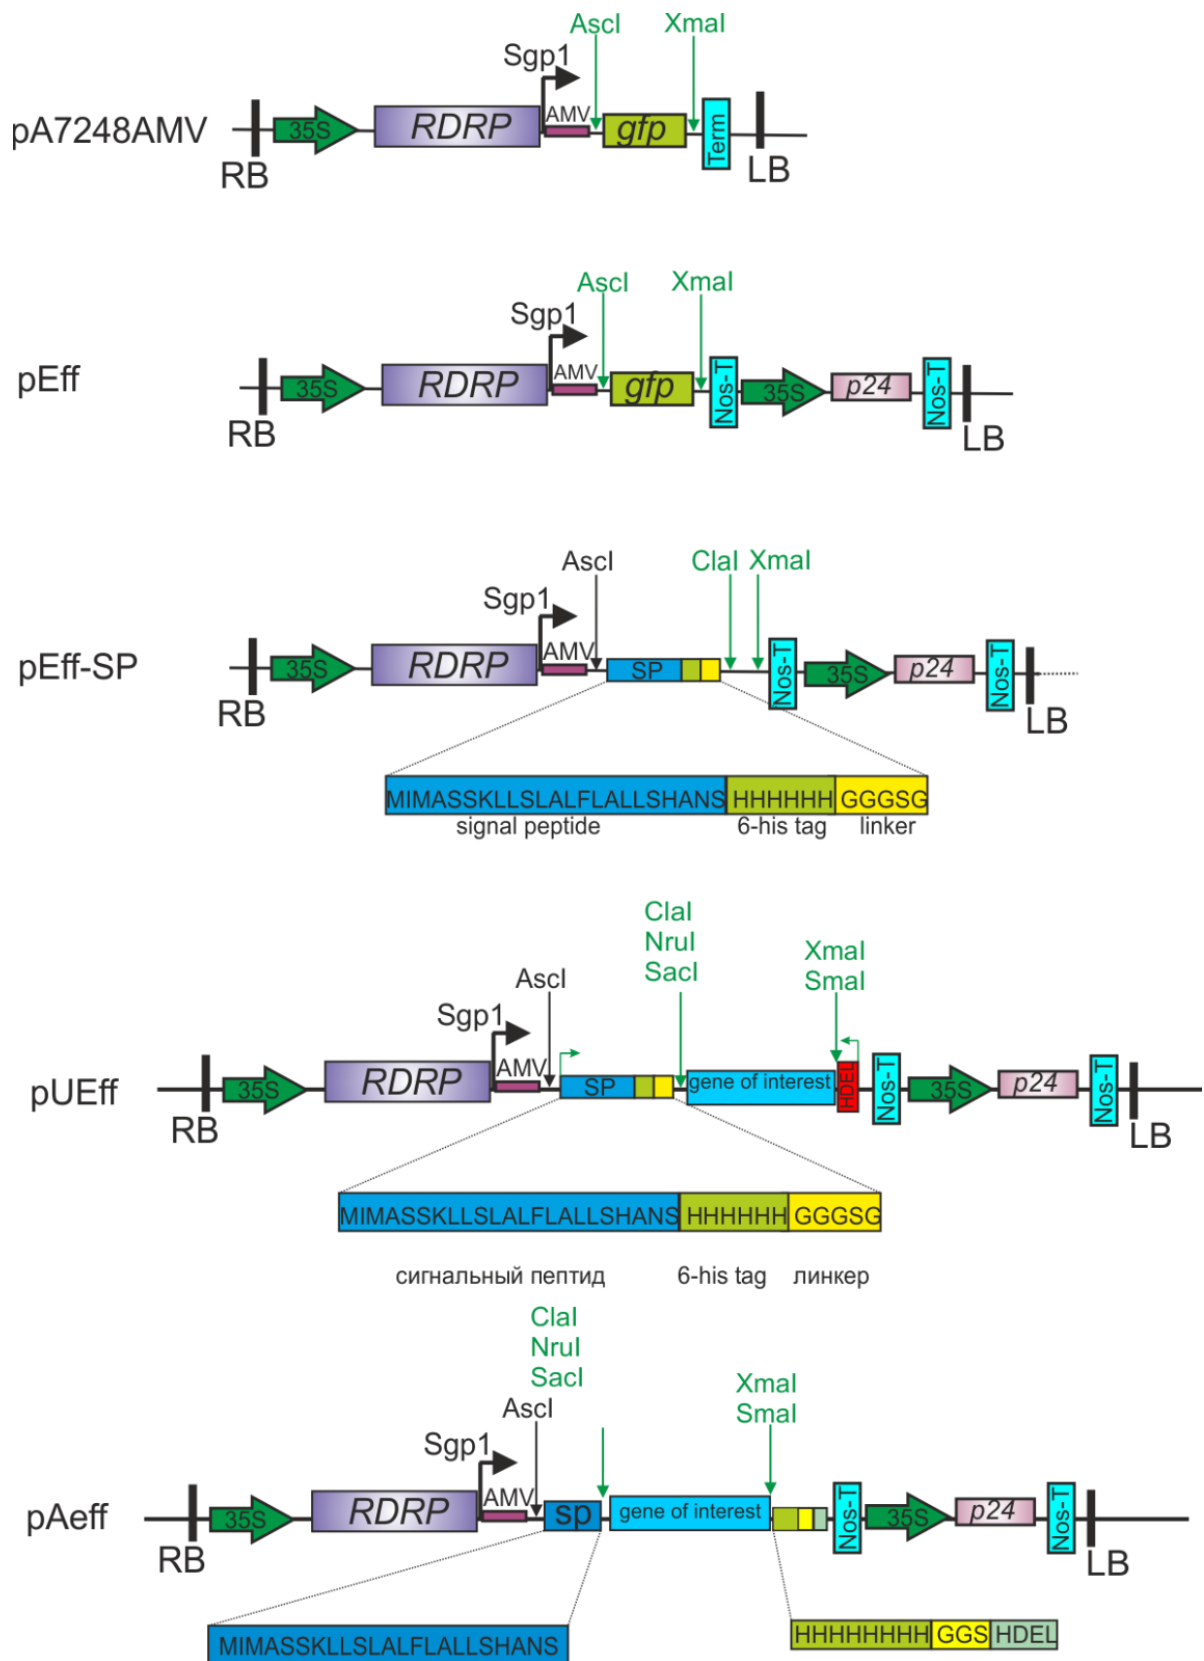 AscI XmaI
Sgp1
pA7248AMV 35S RDRP AMV gfp Term
RB LB
AscI XmaI
Sgp1
pEff 35S RDRP AMV gfp Nos-T 35S p24 Nos-T
RB LB
AscI ClaI XmaI
Sgp1
pEff-SP 35S RDRP AMV SP Nos-T 35S p24 Nos-T
RB LB
MIMASSKLLSLALFLALLSHANS HHHHHH GGGSG
signal peptide 6-his tag linker
ClaI
NruI XmaI
AscI SacI SmaI
Sgp1
pUEff 35S RDRP AMV SP gene of interest HDEL Nos-T 35S p24 Nos-T
RB LB
MIMASSKLLSLALFLALLSHANS HHHHHH GGGSG
сигнальный пептид 6-his tag линкер
ClaI
NruI XmaI
SacI SmaI
AscI
Sgp1
pAeff 35S RDRP AMV sp gene of interest Nos-T 35S p24 Nos-T
RB LB
MIMASSKLLSLALFLALLSHANS HHHHHHHH GGS HDEL